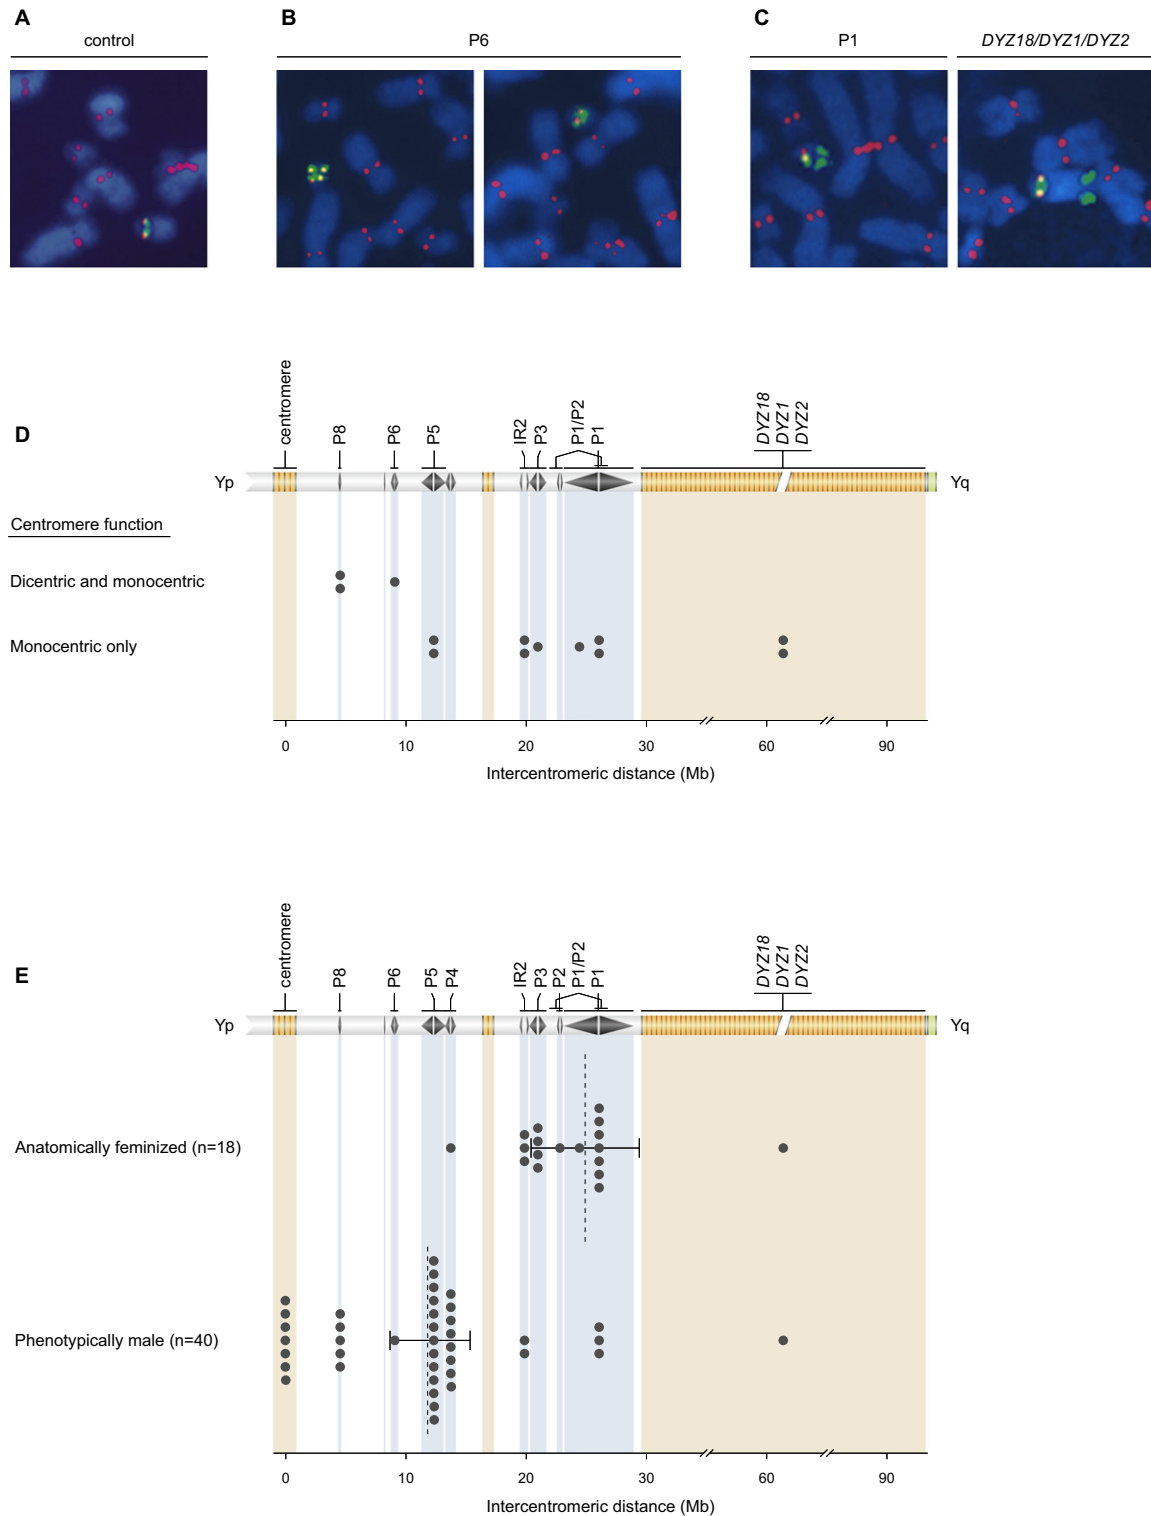 A
control
B
P6
C
P1
DYZ18/DYZ1/DYZ2
D
centromere
P8
P6
P5
IR2
P3
P1/P2
P1
DYZ18
DYZ1
DYZ2
Yp
Yq
Centromere function
Dicentric and monocentric
Monocentric only
0 10 20 30 60 90
Intercentromeric distance (Mb)
E
centromere
P8
P6
P5
P4
IR2
P3
P2
P1/P2
P1
DYZ18
DYZ1
DYZ2
Yp
Yq
Anatomically feminized (n=18)
Phenotypically male (n=40)
0 10 20 30 60 90
Intercentromeric distance (Mb)